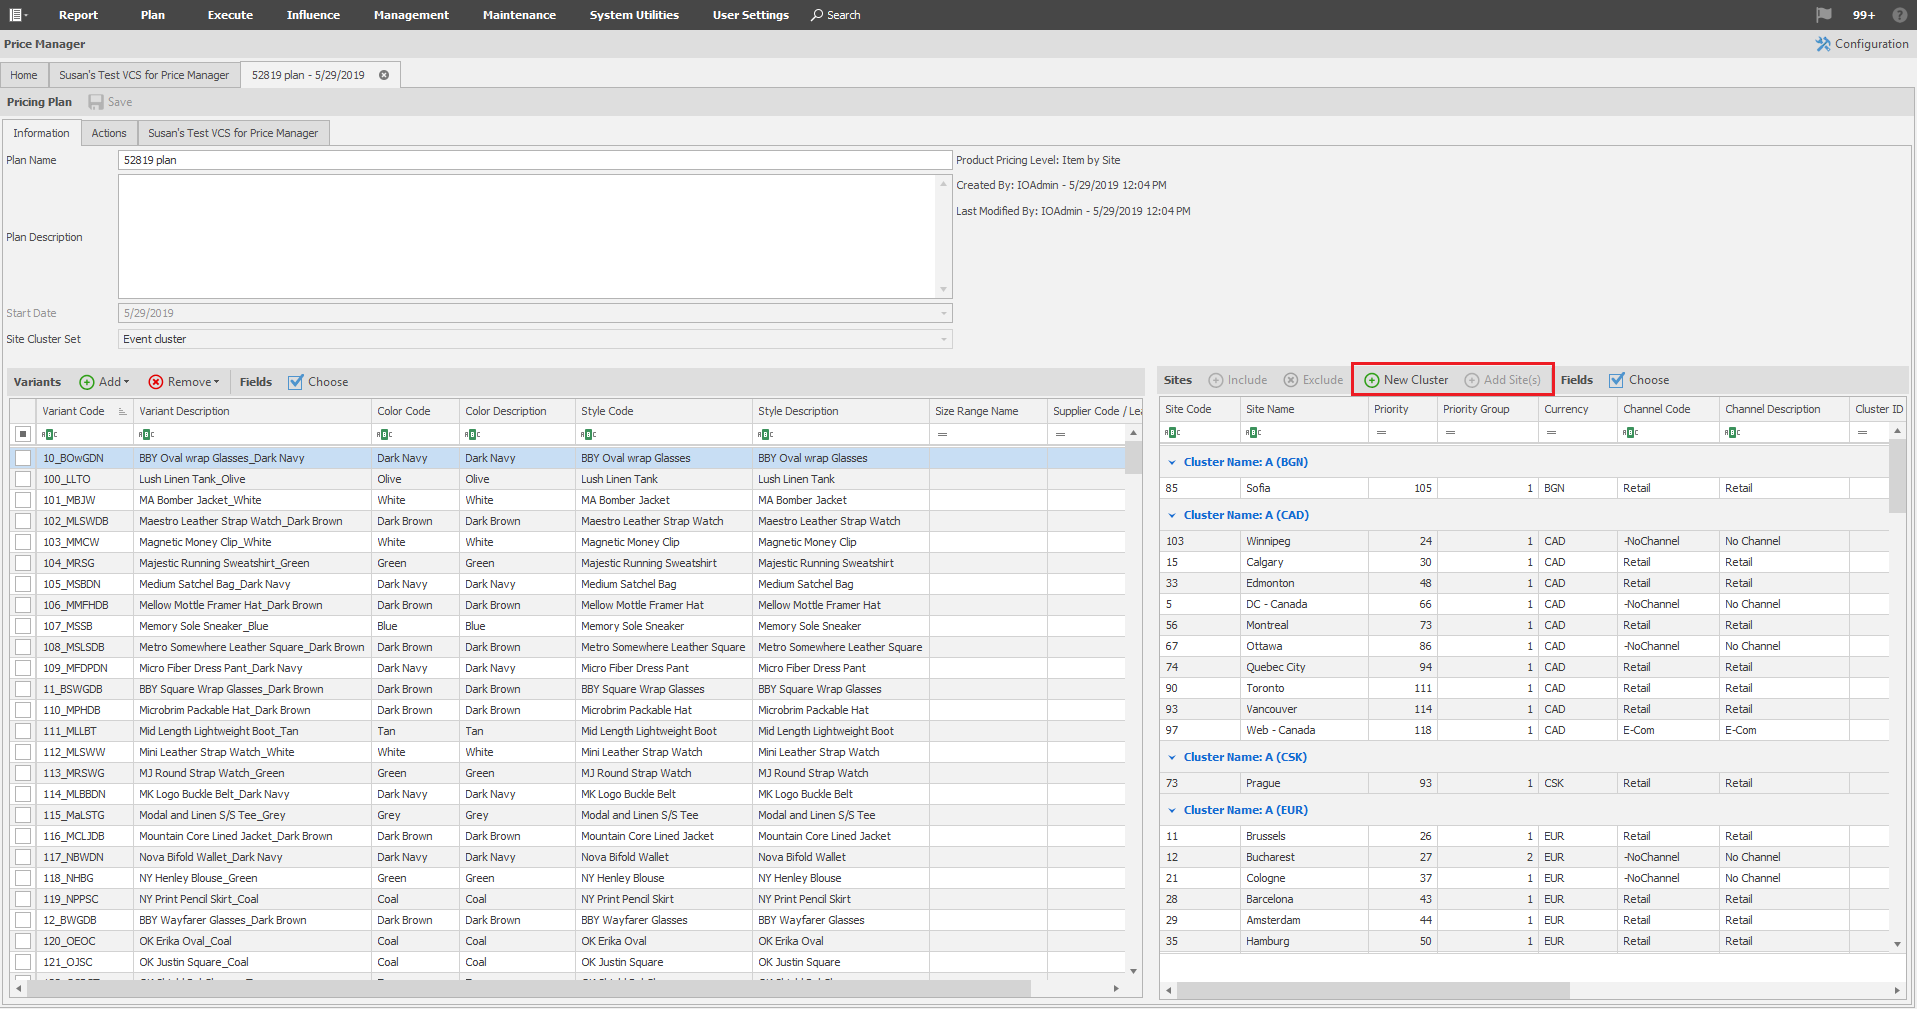 Report Plan Execute Influence Management Maintenance System Utilities User Settings Search 99+ ?
Price Manager Configuration
Home Susan's Test VCS for Price Manager 52819 plan - 5/29/2019
Pricing Plan Save
Information Actions Susan's Test VCS for Price Manager
Plan Name 52819 plan Product Pricing Level: Item by Site
Created By: IOAdmin - 5/29/2019 12:04 PM
Last Modified By: IOAdmin - 5/29/2019 12:04 PM
Plan Description
Start Date 5/29/2019
Site Cluster Set Event cluster
Variants Add Remove Fields Choose
Variant Code Variant Description Color Code Color Description Style Code Style Description Size Range Name Supplier Code / Lea
10_BOwGDN BBY Oval wrap Glasses_Dark Navy Dark Navy Dark Navy BBY Oval wrap Glasses BBY Oval wrap Glasses
100_LLTO Lush Linen Tank_Olive Olive Olive Lush Linen Tank Lush Linen Tank
101_MBJW MA Bomber Jacket_White White White MA Bomber Jacket MA Bomber Jacket
102_MLSWDB Maestro Leather Strap Watch_Dark Brown Dark Brown Dark Brown Maestro Leather Strap Watch Maestro Leather Strap Watch
103_MMCW Magnetic Money Clip_White White White Magnetic Money Clip Magnetic Money Clip
104_MRSG Majestic Running Sweatshirt_Green Green Green Majestic Running Sweatshirt Majestic Running Sweatshirt
105_MSBDN Medium Satchel Bag_Dark Navy Dark Navy Dark Navy Medium Satchel Bag Medium Satchel Bag
106_MMFHDB Mellow Mottle Framer Hat_Dark Brown Dark Brown Dark Brown Mellow Mottle Framer Hat Mellow Mottle Framer Hat
107_MSSB Memory Sole Sneaker_Blue Blue Blue Memory Sole Sneaker Memory Sole Sneaker
108_MSLSDB Metro Somewhere Leather Square_Dark Brown Dark Brown Dark Brown Metro Somewhere Leather Square Metro Somewhere Leather Square
109_MFDPDN Micro Fiber Dress Pant_Dark Navy Dark Navy Dark Navy Micro Fiber Dress Pant Micro Fiber Dress Pant
11_BSWGDB BBY Square Wrap Glasses_Dark Brown Dark Brown Dark Brown BBY Square Wrap Glasses BBY Square Wrap Glasses
110_MPHDB Microbrim Packable Hat_Dark Brown Dark Brown Dark Brown Microbrim Packable Hat Microbrim Packable Hat
111_MLLBT Mid Length Lightweight Boot_Tan Tan Tan Mid Length Lightweight Boot Mid Length Lightweight Boot
112_MLSWW Mini Leather Strap Watch_White White White Mini Leather Strap Watch Mini Leather Strap Watch
113_MRSWG MJ Round Strap Watch_Green Green Green MJ Round Strap Watch MJ Round Strap Watch
114_MLBBDN MK Logo Buckle Belt_Dark Navy Dark Navy Dark Navy MK Logo Buckle Belt MK Logo Buckle Belt
115_MaLSTG Modal and Linen S/S Tee_Grey Grey Grey Modal and Linen S/S Tee Modal and Linen S/S Tee
116_MCLJDB Mountain Core Lined Jacket_Dark Brown Dark Brown Dark Brown Mountain Core Lined Jacket Mountain Core Lined Jacket
117_NBWDN Nova Bifold Wallet_Dark Navy Dark Navy Dark Navy Nova Bifold Wallet Nova Bifold Wallet
118_NHBG NY Henley Blouse_Green Green Green NY Henley Blouse NY Henley Blouse
119_NPPSC NY Print Pencil Skirt_Coal Coal Coal NY Print Pencil Skirt NY Print Pencil Skirt
12_BWGDB BBY Wayfarer Glasses_Dark Brown Dark Brown Dark Brown BBY Wayfarer Glasses BBY Wayfarer Glasses
120_OEOC OK Erika Oval_Coal Coal Coal OK Erika Oval OK Erika Oval
121_OJSC OK Justin Square_Coal Coal Coal OK Justin Square OK Justin Square
Sites Include Exclude New Cluster Add Site(s) Fields Choose
Site Code Site Name Priority Priority Group Currency Channel Code Channel Description Cluster ID
Cluster Name: A (BGN)
85 Sofia 105 1 BGN Retail Retail
Cluster Name: A (CAD)
103 Winnipeg 24 1 CAD -NoChannel No Channel
15 Calgary 30 1 CAD Retail Retail
33 Edmonton 48 1 CAD Retail Retail
5 DC - Canada 66 1 CAD -NoChannel No Channel
56 Montreal 73 1 CAD Retail Retail
67 Ottawa 86 1 CAD -NoChannel No Channel
74 Quebec City 94 1 CAD Retail Retail
90 Toronto 111 1 CAD Retail Retail
93 Vancouver 114 1 CAD Retail Retail
97 Web - Canada 118 1 CAD E-Com E-Com
Cluster Name: A (CSK)
73 Prague 93 1 CSK Retail Retail
Cluster Name: A (EUR)
11 Brussels 26 1 EUR Retail Retail
12 Bucharest 27 2 EUR -NoChannel No Channel
21 Cologne 37 1 EUR -NoChannel No Channel
28 Barcelona 43 1 EUR Retail Retail
29 Amsterdam 44 1 EUR Retail Retail
35 Hamburg 50 1 EUR Retail Retail